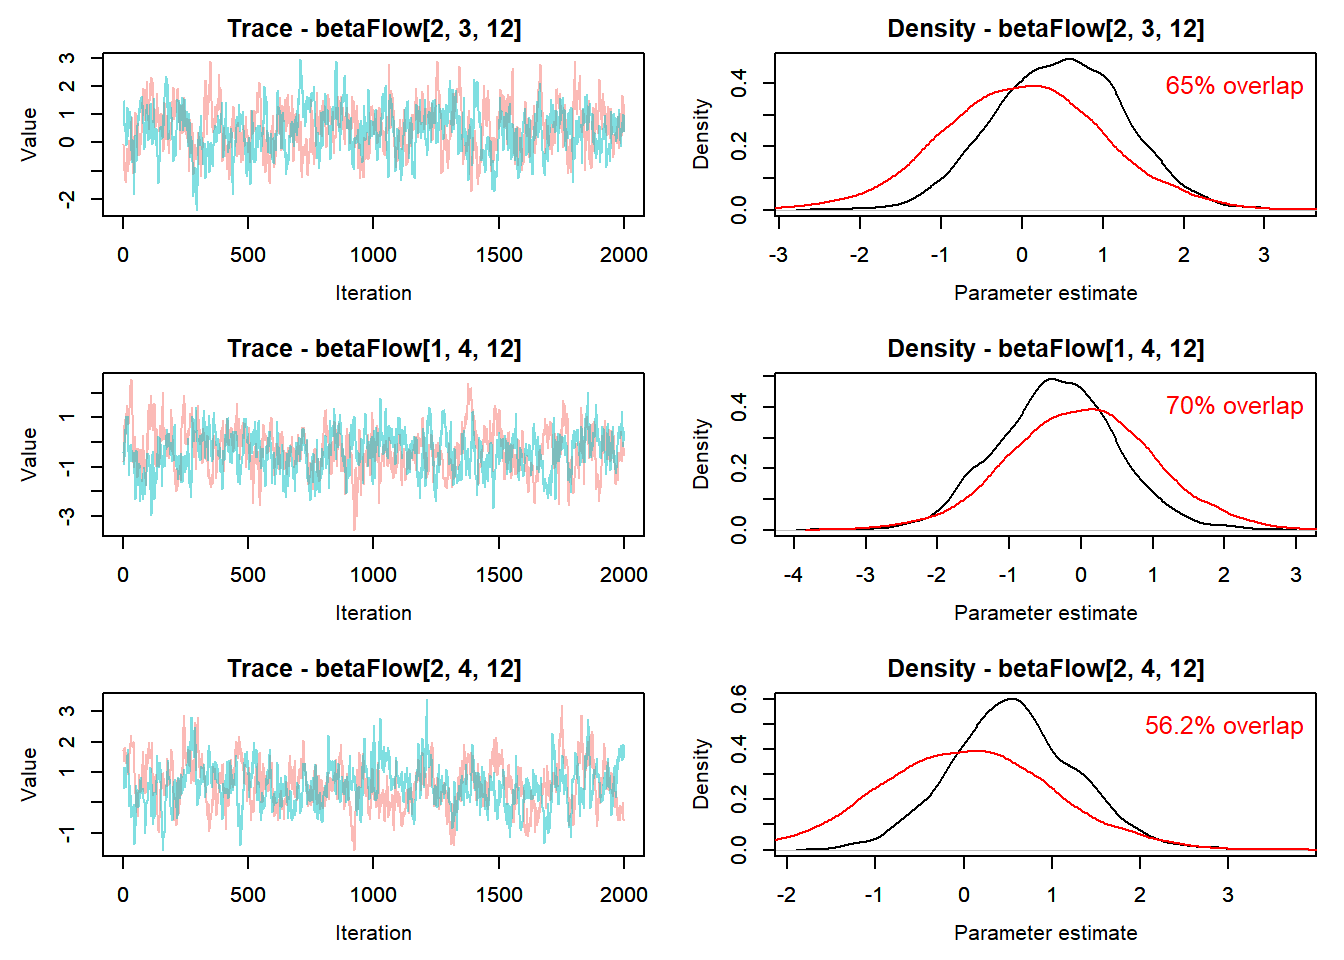 Trace - betaFlow[2, 3, 12]
Value
3
2
1
0
-2
0 500 1000 1500 2000
Iteration
Density - betaFlow[2, 3, 12]
65% overlap
Density
0.4
0.2
0.0
-3 -2 -1 0 1 2 3
Parameter estimate
Trace - betaFlow[1, 4, 12]
Value
1
-1
-3
0 500 1000 1500 2000
Iteration
Density - betaFlow[1, 4, 12]
70% overlap
Density
0.4
0.2
0.0
-4 -3 -2 -1 0 1 2 3
Parameter estimate
Trace - betaFlow[2, 4, 12]
Value
3
2
1
-1
0 500 1000 1500 2000
Iteration
Density - betaFlow[2, 4, 12]
56.2% overlap
Density
0.6
0.4
0.2
0.0
-2 -1 0 1 2 3
Parameter estimate